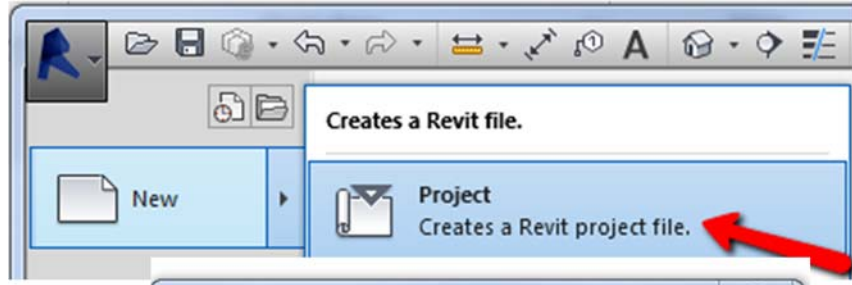 A
Creates a Revit file.
New
Project
Creates a Revit project file.